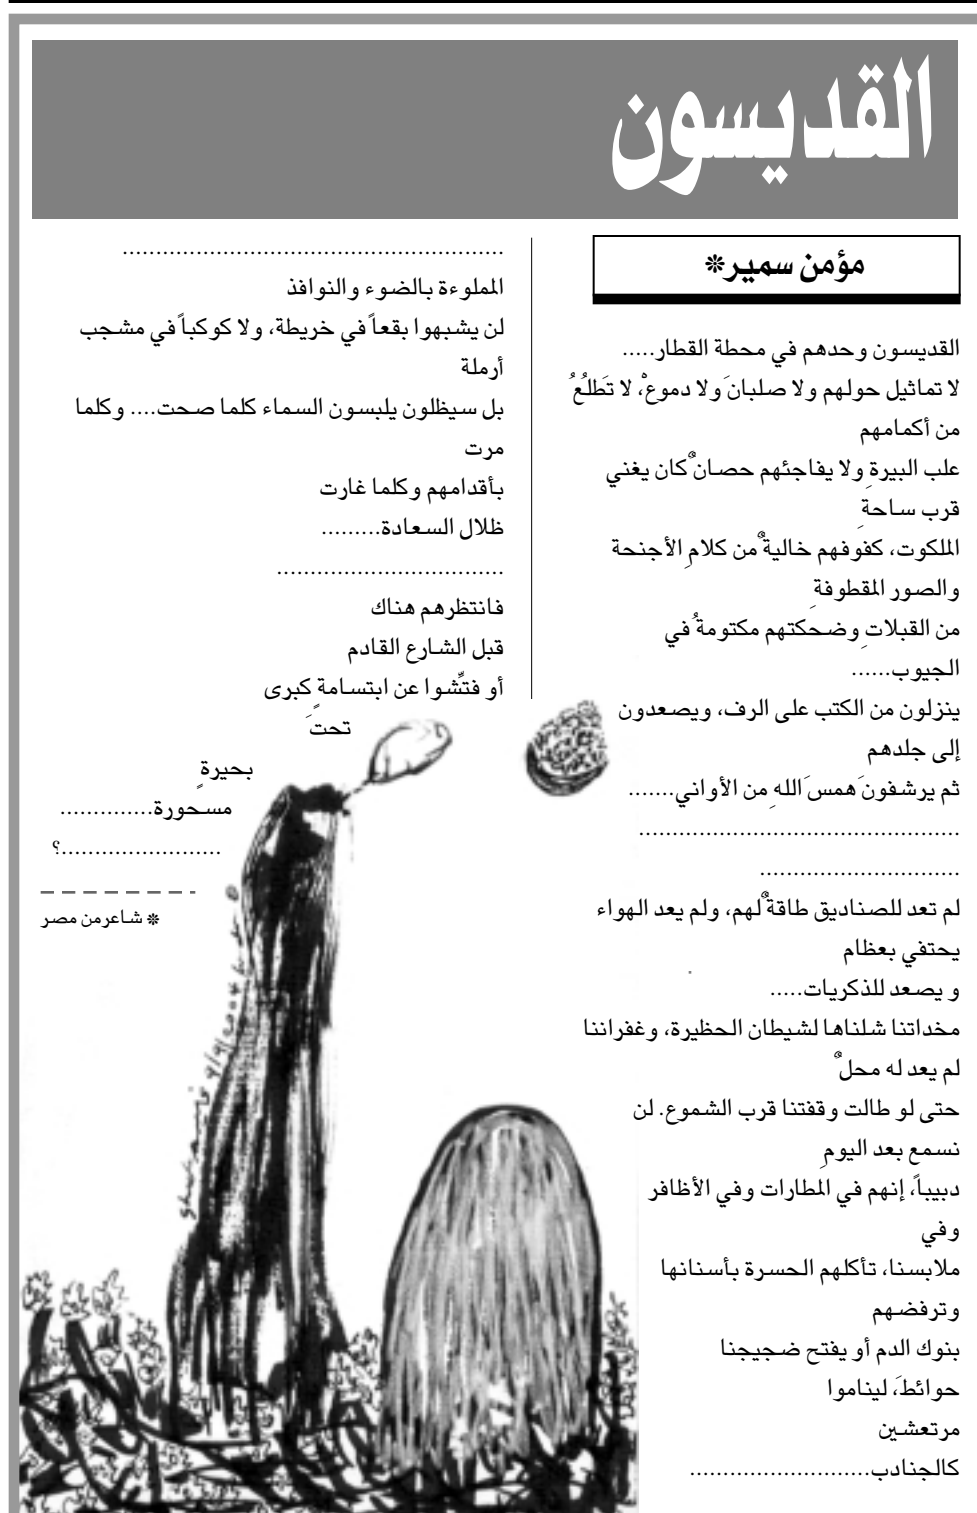 القديسون
مؤمن سمير*
القديسون وحدهم في محطة القطار.....
لا تماثيل حولهم ولا صلبانَ ولا دموعْ، لا تَطلُعُ
من أكمامهم
علب البيرةِ ولا يفاجئهم حصانٌ كان يغني
قرب ساحةِ
الملكوت، كفوفهم خاليةٌ من كلامِ الأجنحة
والصور المقطوفةِ
من القبلاتِ وضحكتهم مكتومةُ في
الجيوب......
ينزلون من الكتب على الرف، ويصعدون
إلى جلدهم
ثم يرشفونَ همسَ اللهِ من الأواني.......
................................................
..............................
لم تعد للصناديق طاقةٌ لهم، ولم يعد الهواء
يحتفي بعظام
و يصعد للذكريات.....
مخداتنا شلناها لشيطان الحظيرة، وغفراننا
لم يعد له محلٌ
حتى لو طالت وقفتنا قرب الشموع. لن
نسمع بعد اليومِ
دبيباً، إنهم في المطارات وفي الأظافر
وفي
ملابسنا، تأكلهم الحسرة بأسنانها
وترفضهم
بنوك الدم أو يفتح ضجيجنا
حوائطَ، ليناموا
مرتعشين
كالجنادب...........................
.........................................................
المملوءة بالضوء والنوافذ
لن يشبهوا بقعاً في خريطة، ولا كوكباً في مشجب
أرملة
بل سيظلون يلبسون السماء كلما صحت.... وكلما
مرت
بأقدامهم وكلما غارت
ظلال السعادة.........
..................................
فانتظرهم هناك
قبل الشارع القادم
أو فتِّشوا عن ابتسامةٍ كبرى
تحتَ
بحيرةٍ
مسحورة..............
........................؟
* شاعرمن مصر
9/9/2004